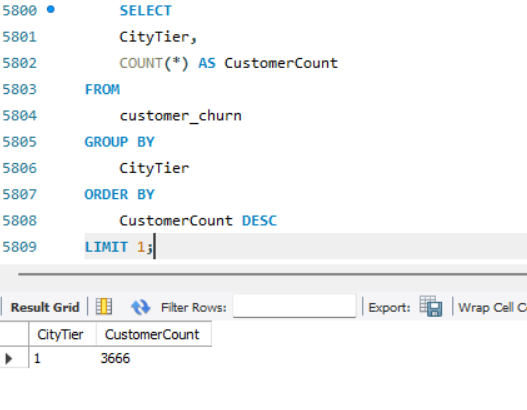 5800 SELECT
5801 CityTier,
5802 COUNT(*) AS CustomerCount
5803 FROM
5804 customer_churn
5805 GROUP BY
5806 CityTier
5807 ORDER BY
5808 CustomerCount DESC
5809 LIMIT 1;
Result Grid Filter Rows: Export: Wrap Cell C
CityTier CustomerCount
1 3666